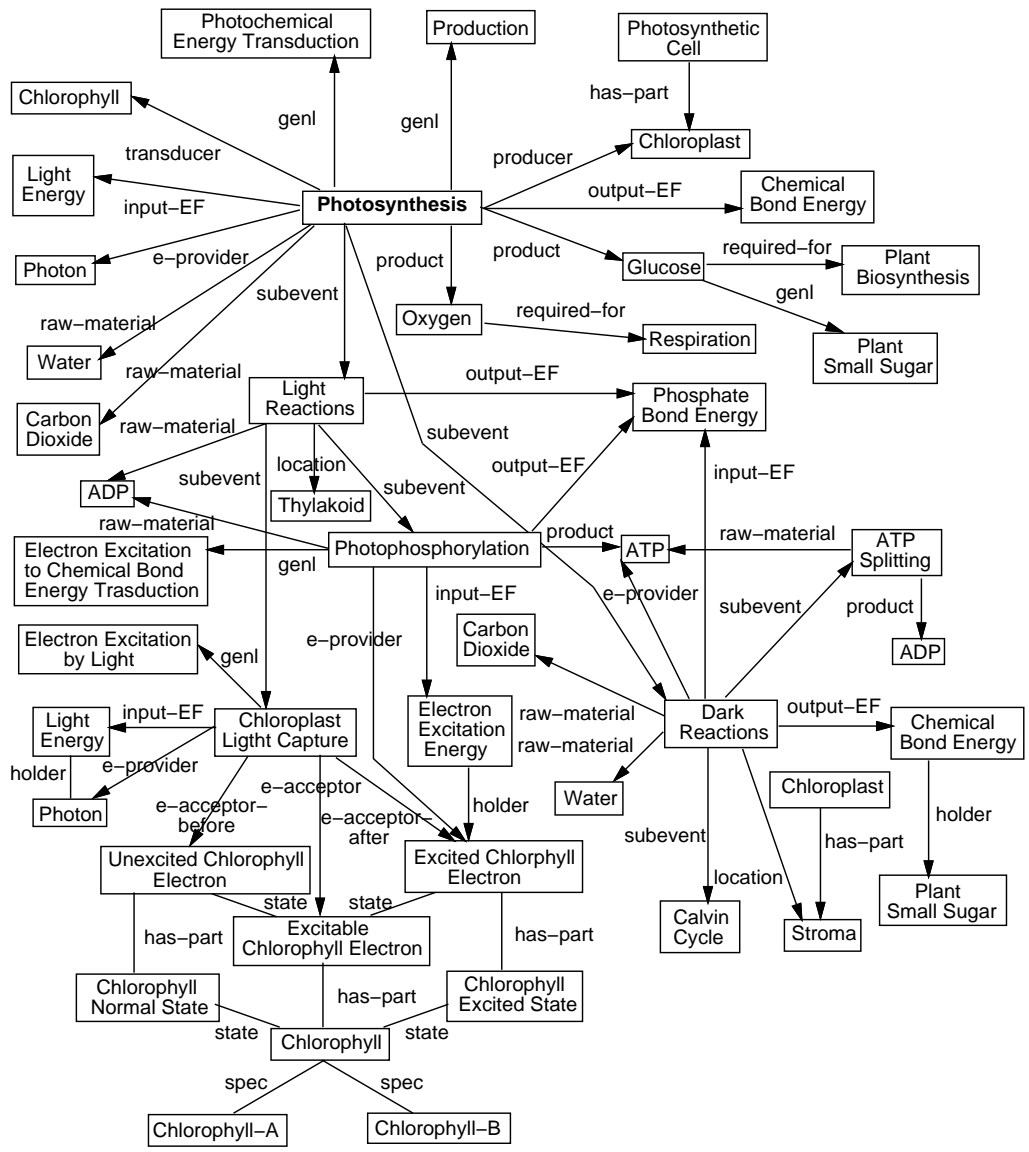 Photochemical
Energy Transduction
Production
Photosynthetic
Cell
Chlorophyll
genl
genl
has−part
Chloroplast
transducer
producer
Light
Energy
input−EF
Photosynthesis
output−EF
Chemical
Bond Energy
Photon
e−provider
product
product
Glucose
required−for
Plant
Biosynthesis
subevent
genl
raw−material
Oxygen
required−for
Respiration
Water
Plant
Small Sugar
raw−material
Carbon
Dioxide
Light
Reactions
output−EF
Phosphate
Bond Energy
raw−material
subevent
location
subevent
output−EF
input−EF
subevent
ADP
Thylakoid
raw−material
Photophosphorylation
product
ATP
raw−material
ATP
Splitting
Electron Excitation
to Chemical Bond
Energy Trasduction
genl
input−EF
e−provider
subevent
product
Carbon
Dioxide
e−provider
Electron Excitation
by Light
genl
ADP
Light
Energy
input−EF
Chloroplast
Ligtht Capture
Electron
Excitation
Energy
raw−material
raw−material
Dark
Reactions
output−EF
Chemical
Bond Energy
holder
e−provider
Photon
e−acceptor
Water
Chloroplast
e−acceptor−
before
e−acceptor−
after
holder
subevent
has−part
holder
Unexcited Chlorophyll
Electron
Excited Chlorphyll
Electron
location
state
state
Calvin
Cycle
Stroma
Plant
Small Sugar
has−part
Excitable
Chlorophyll Electron
has−part
Chlorophyll
Normal State
has−part
Chlorophyll
Excited State
state
Chlorophyll
state
spec
spec
Chlorophyll−A
Chlorophyll−B